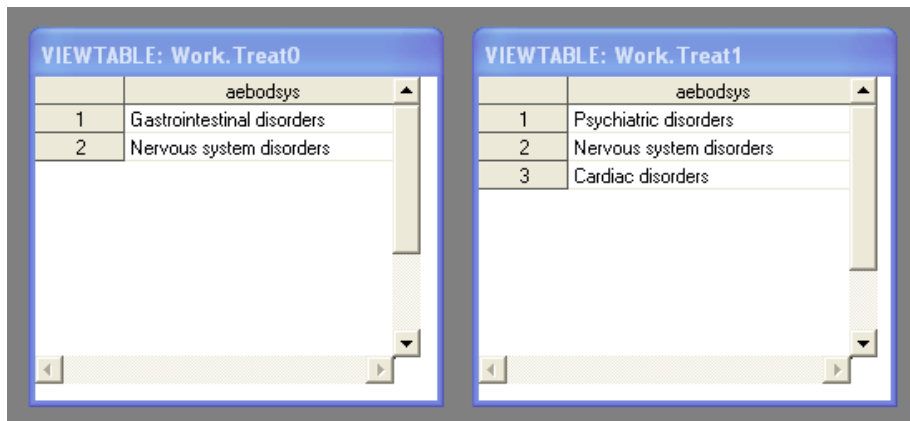 VIEWTABLE: Work.Treat0
aebodsys
1 Gastrointestinal disorders
2 Nervous system disorders
VIEWTABLE: Work.Treat1
aebodsys
1 Psychiatric disorders
2 Nervous system disorders
3 Cardiac disorders